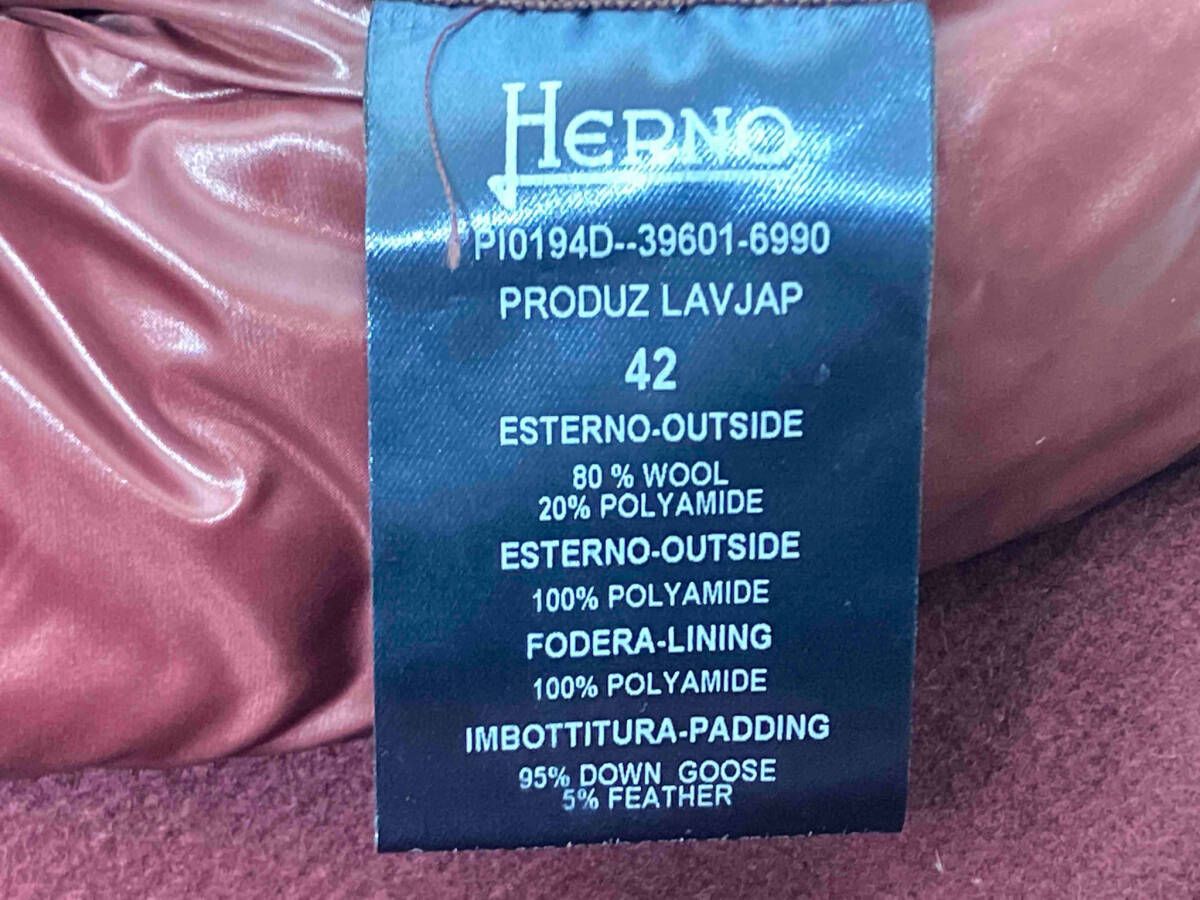 HERNO
PI0194D--39601-6990
PRODUZ LAVJAP
42
ESTERNO-OUTSIDE
80 % WOOL
20% POLYAMIDE
ESTERNO-OUTSIDE
100% POLYAMIDE
FODERA-LINING
100% POLYAMIDE
IMBOTTITURA-PADDING
95% DOWN GOOSE
5% FEATHER